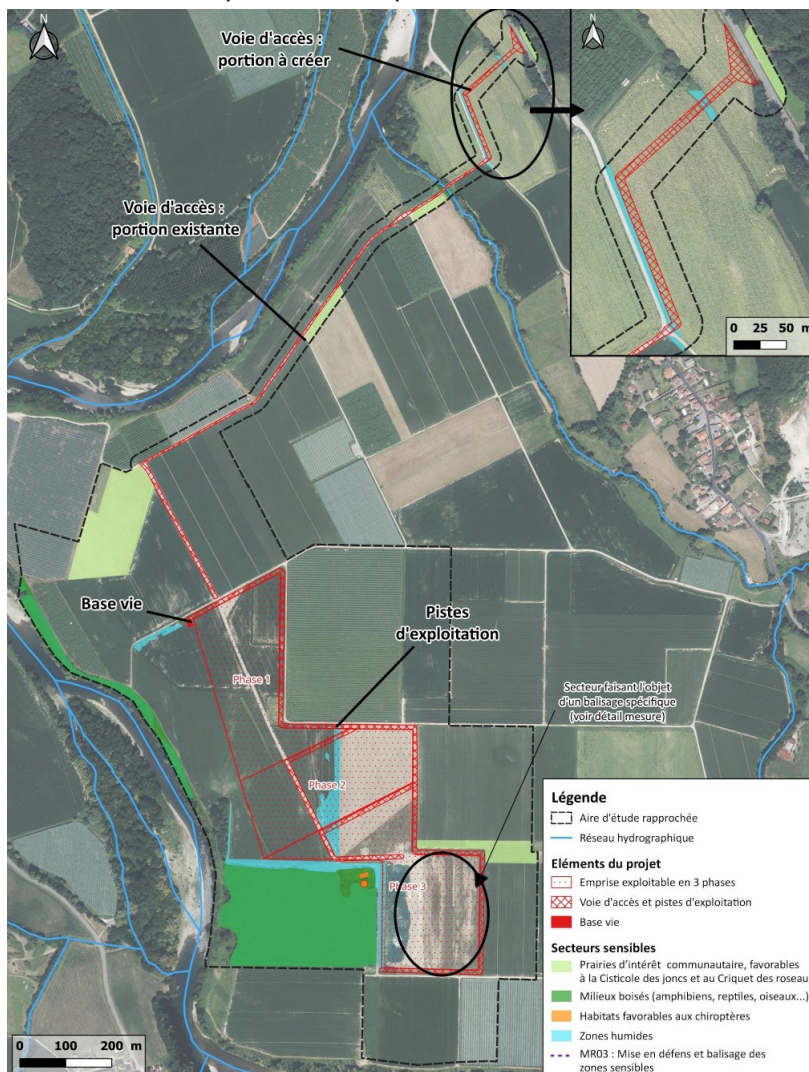 N
Voie d'accès :
portion à créer
N
0 25 50 m
Voie d'accès :
portion existante
Base vie
Pistes
d'exploitation
Phase 1
Secteur faisant l'objet
d'un balisage spécifique
(voir détail mesure)
Phase 2
Phase 3
Légende
Aire d'étude rapprochée
Réseau hydrographique
Eléments du projet
Emprise exploitable en 3 phases
Voie d'accès et pistes d'exploitation
Base vie
Secteurs sensibles
Prairies d'intérêt communautaire, favorables
à la Cisticole des joncs et au Criquet des roseau
Milieux boisés (amphibiens, reptiles, oiseaux...)
Habitats favorables aux chiroptères
Zones humides
MR03 : Mise en défens et balisage des
zones sensibles
0 100 200 m